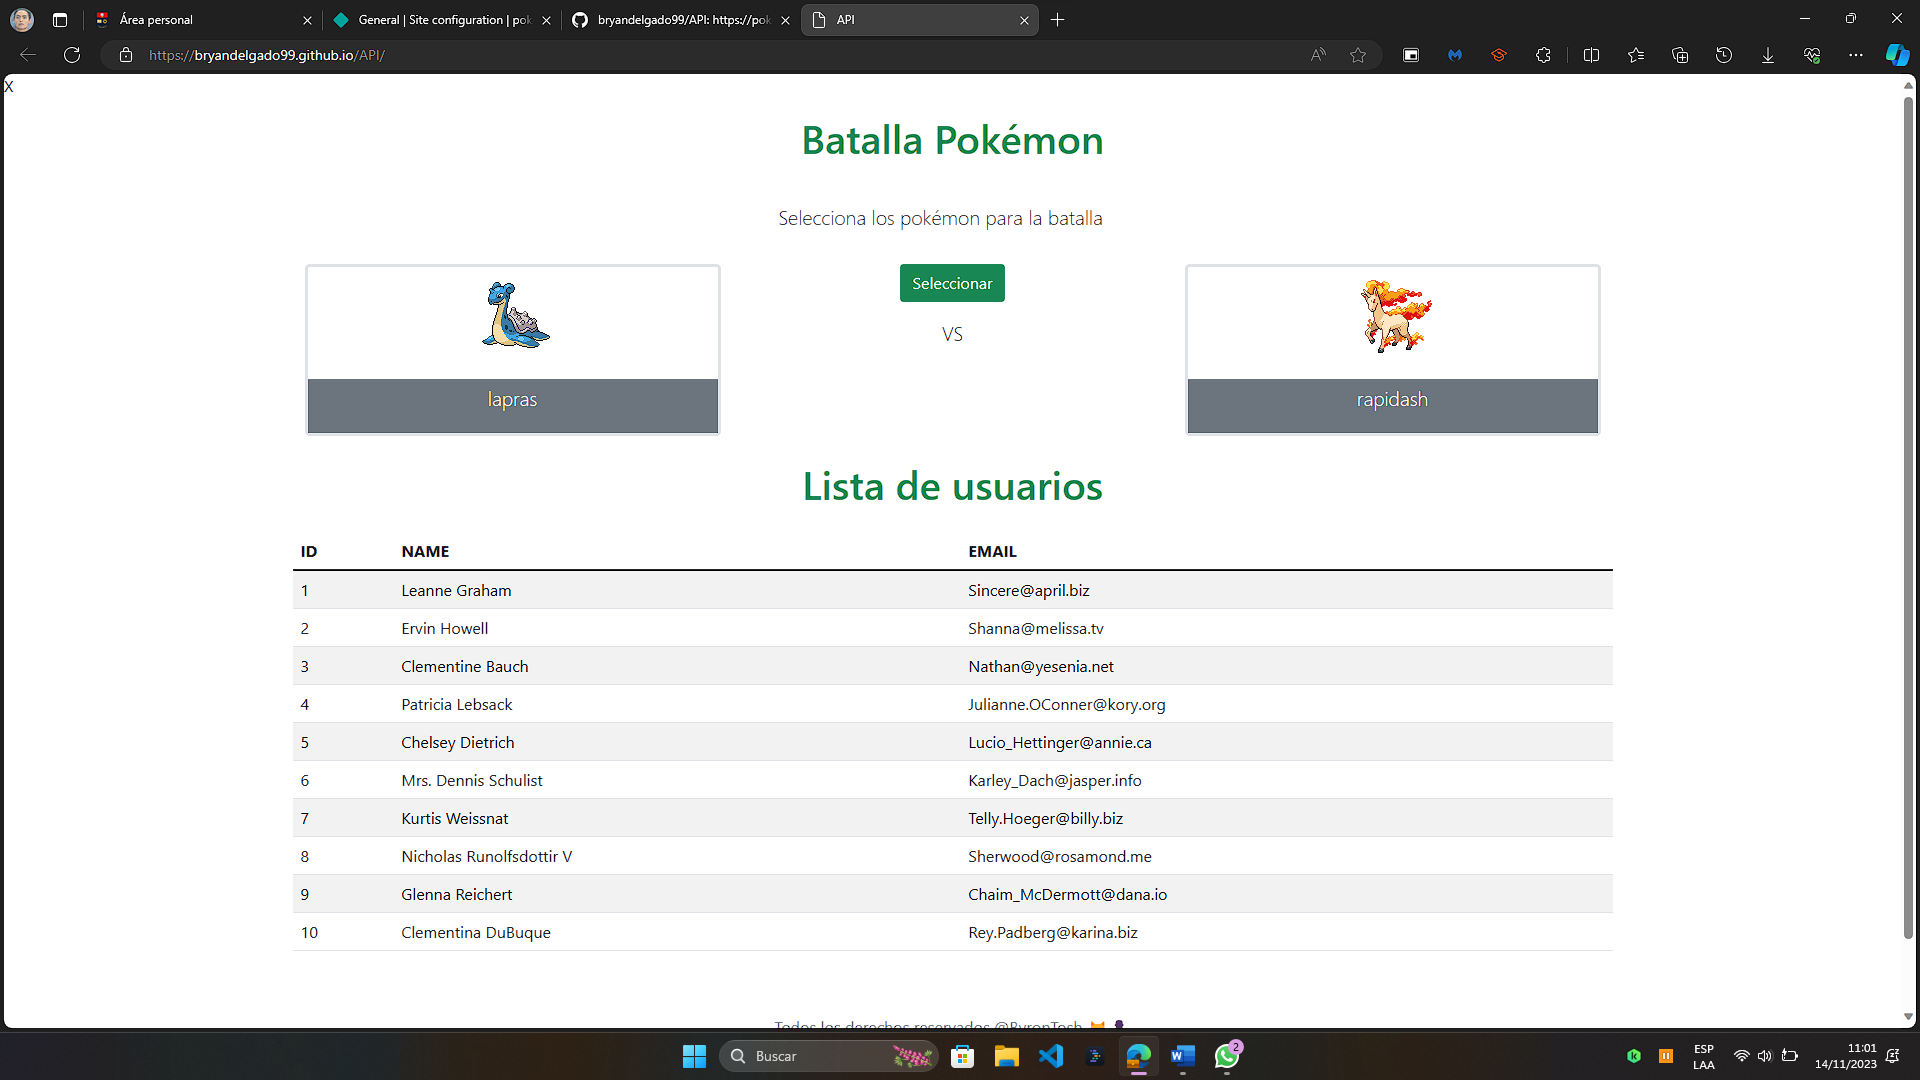 Área personal
General | Site configuration | pok
bryandelgado99/API: https://pok
API
https://bryandelgado99.github.io/API/
X
Batalla Pokémon
Selecciona los pokémon para la batalla
Seleccionar
VS
lapras
rapidash
Lista de usuarios
ID NAME EMAIL
1 Leanne Graham Sincere@april.biz
2 Ervin Howell Shanna@melissa.tv
3 Clementine Bauch Nathan@yesenia.net
4 Patricia Lebsack Julianne.OConner@kory.org
5 Chelsey Dietrich Lucio_Hettinger@annie.ca
6 Mrs. Dennis Schulist Karley_Dach@jasper.info
7 Kurtis Weissnat Telly.Hoeger@billy.biz
8 Nicholas Runolfsdottir V Sherwood@rosamond.me
9 Glenna Reichert Chaim_McDermott@dana.io
10 Clementina DuBuque Rey.Padberg@karina.biz
Todos los derechos reservados @ByronTosh
Buscar
2
ESP
LAA
11:01
14/11/2023